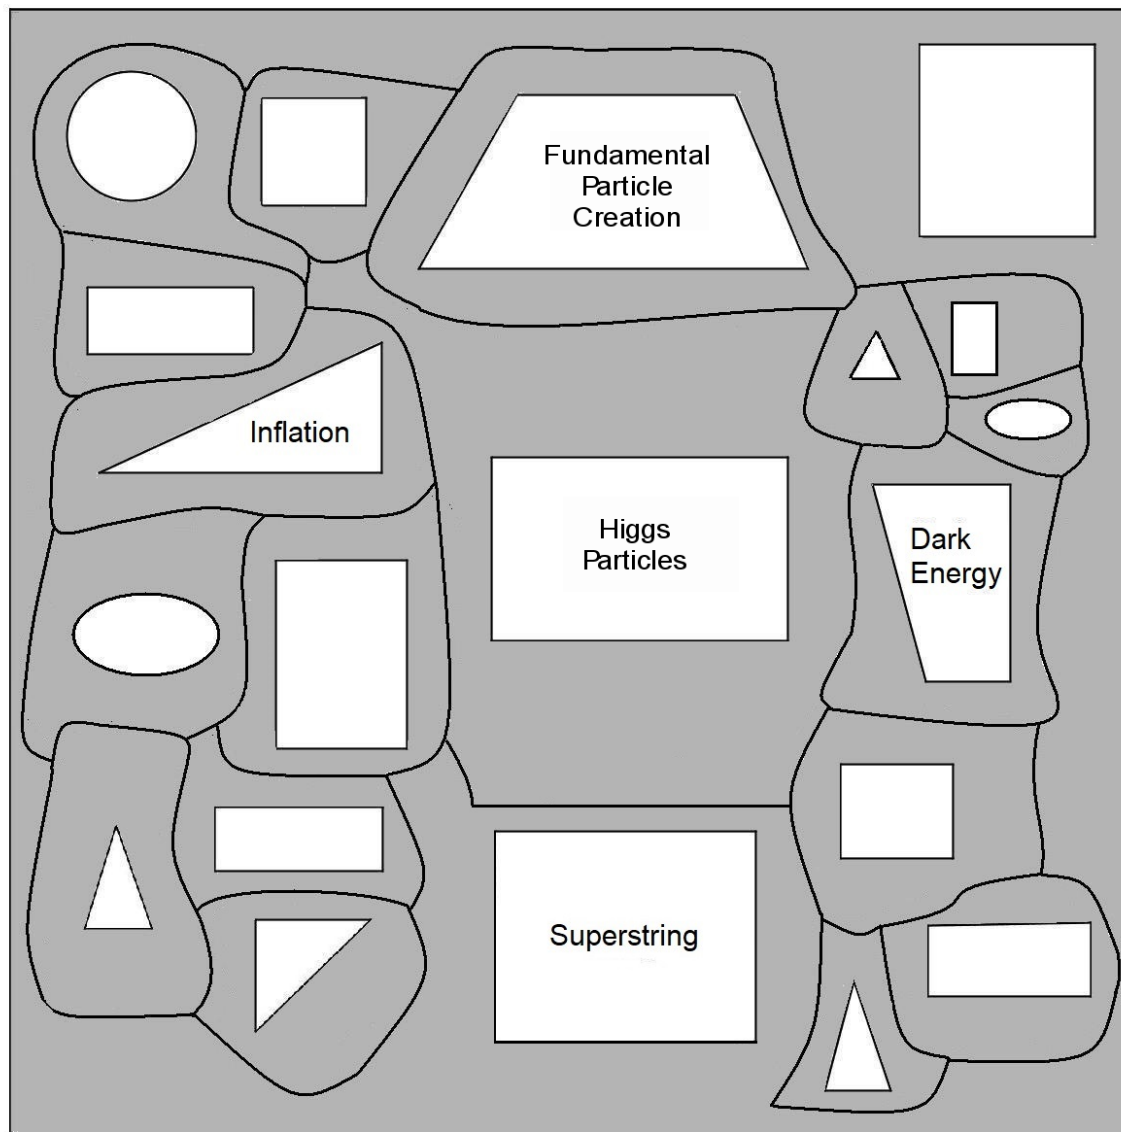 Fundamental
Particle
Creation
Inflation
Higgs
Particles
Dark
Energy
Superstring